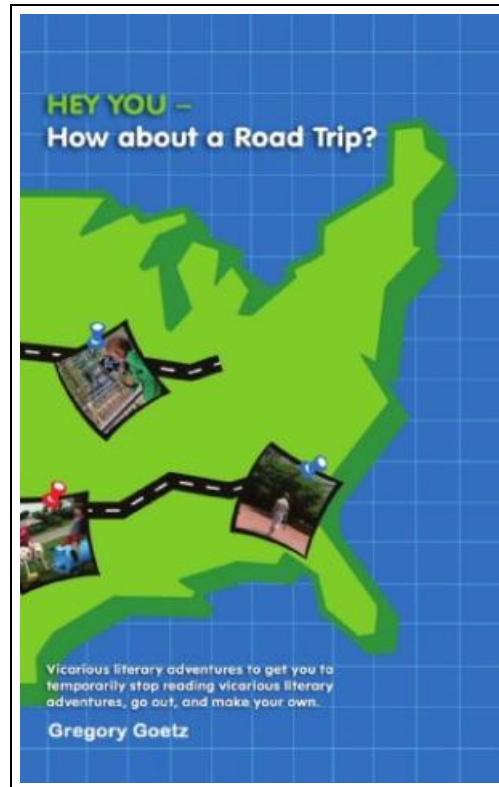 HEY YOU –
How about a Road Trip?
Vicarious literary adventures to get you to
temporarily stop reading vicarious literary
adventures, go out, and make your own.
Gregory Goetz